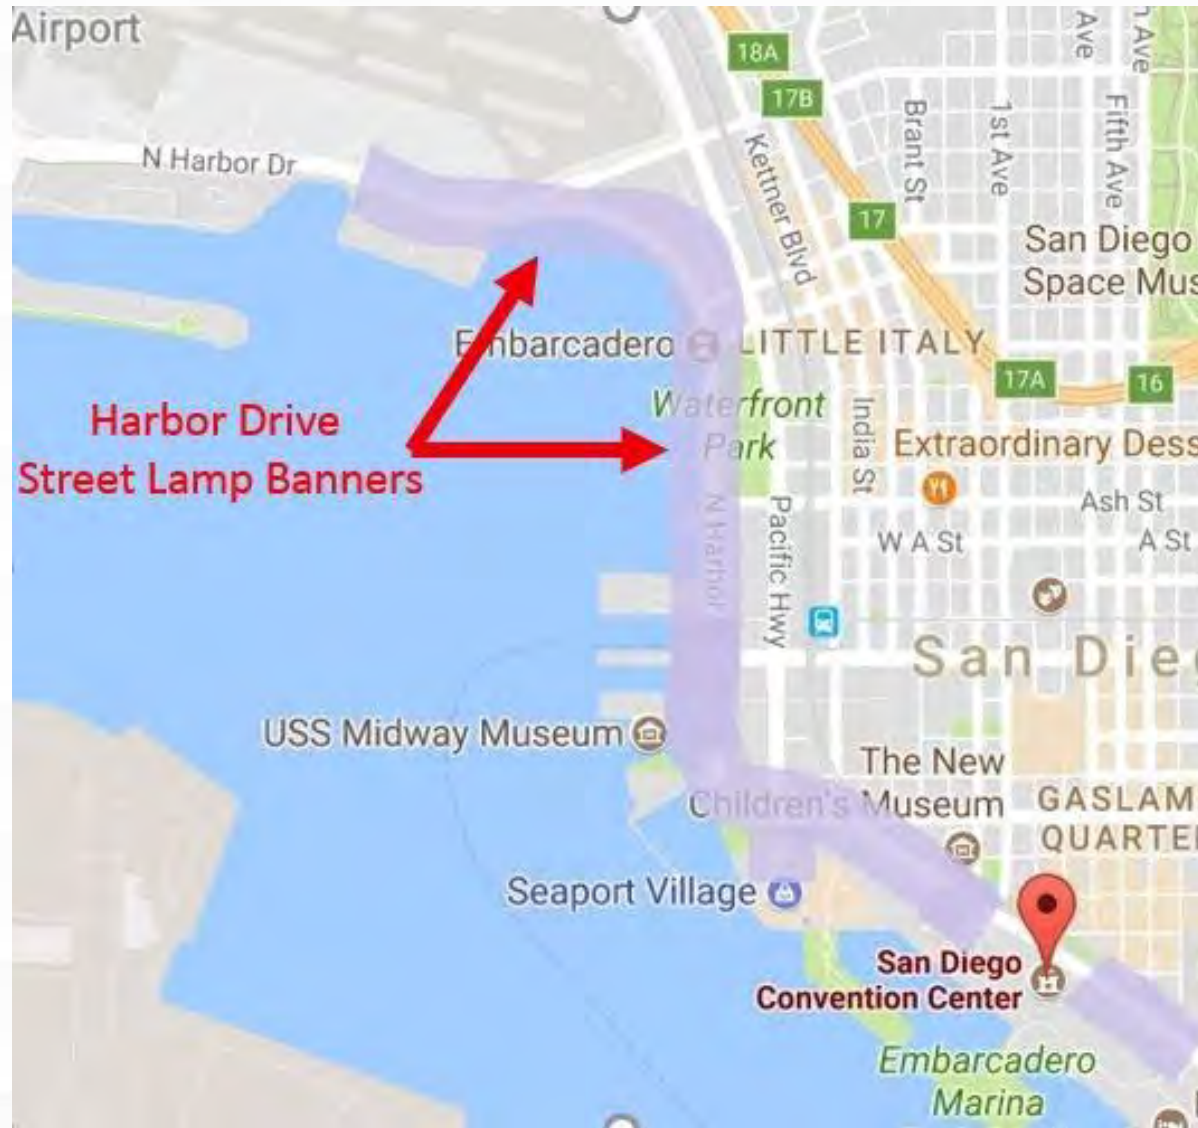 Airport
18A
17B
N Harbor Dr
Kettner Blvd
Brant St
1st Ave
Fifth Ave
Ave
Ave
17
San Diego
Space Mus
Embarcadero
LITTLE ITALY
17A
16
Waterfront
Park
Harbor Drive
Street Lamp Banners
India St
Extraordinary Dess
Ash St
N Harbor
Pacific Hwy
W A St
A St
San Dieg
USS Midway Museum
The New
Children's Museum
GASLAM
QUARTE
Seaport Village
San Diego
Convention Center
Embarcadero
Marina